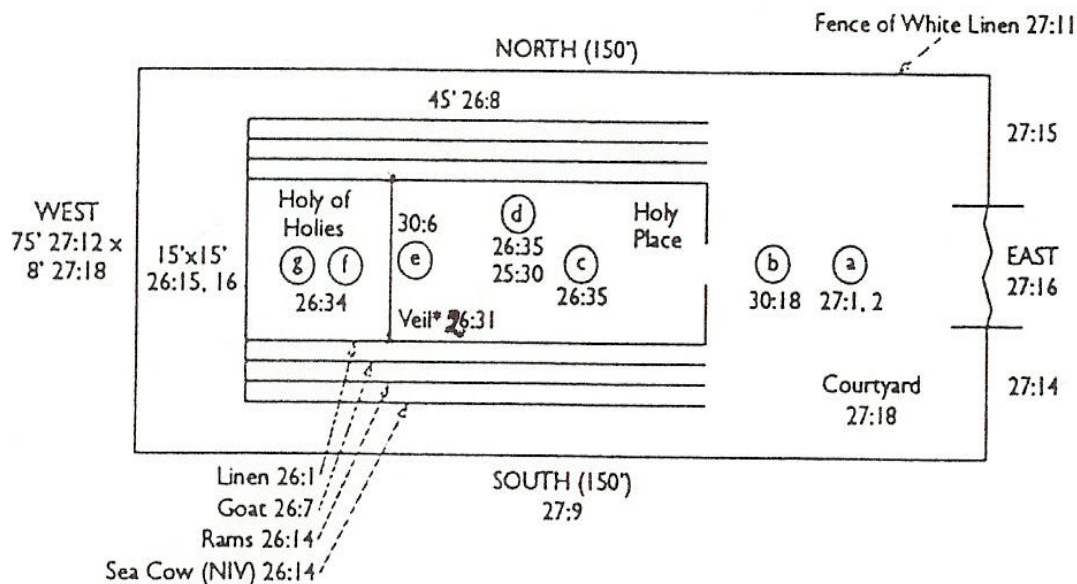 Fence of White Linen 27:11
NORTH (150')
45' 26:8
27:15
WEST
75' 27:12 x
8' 27:18
15'x15'
26:15, 16
Holy of
Holies
g f
26:34
30:6
e
Veil* 26:31
d
26:35
25:30
c
26:35
Holy
Place
b
30:18
a
27:1, 2
EAST
27:16
27:14
Courtyard
27:18
Linen 26:1
Goat 26:7
Rams 26:14
Sea Cow (NIV) 26:14
SOUTH (150')
27:9